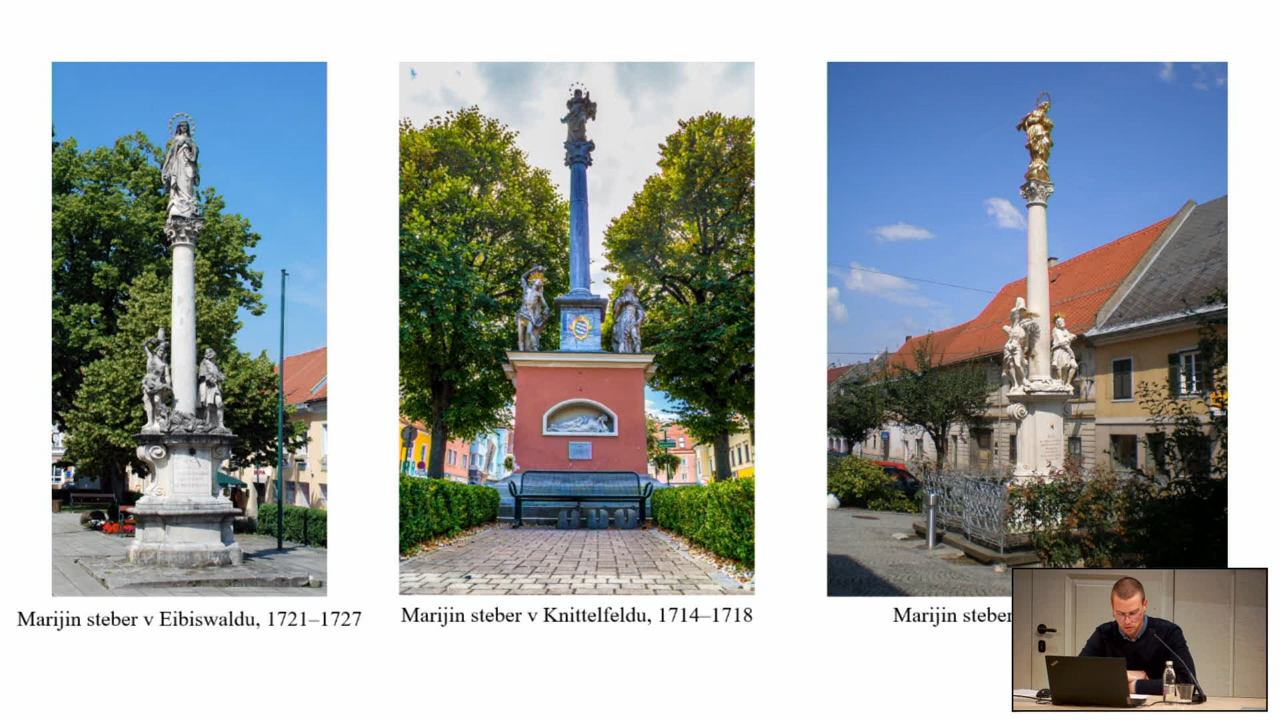 Marijin steber v Eibiswaldu, 1721–1727
Marijin steber v Knittelfeldu, 1714–1718
Marijin steber